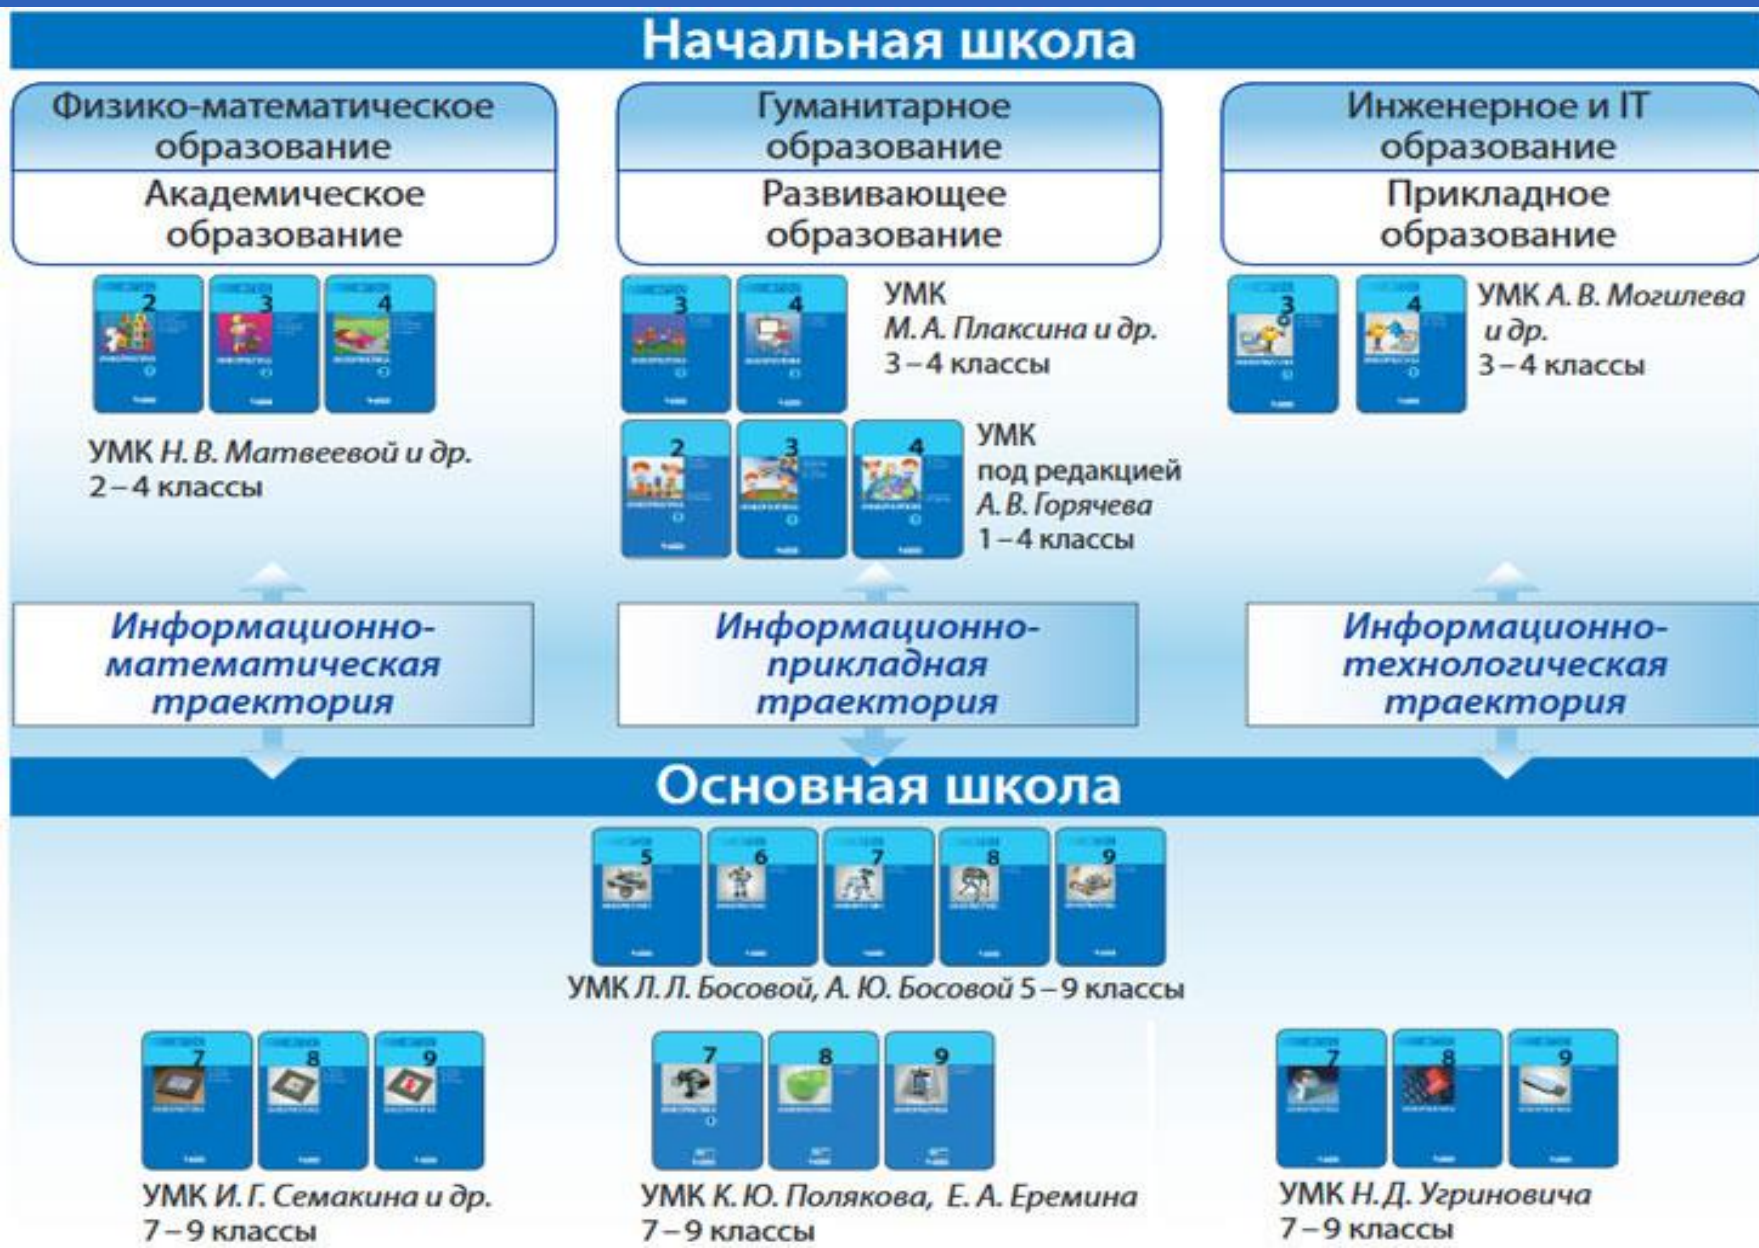 Начальная школа
Физико-математическое
образование
Академическое
образование
Гуманитарное
образование
Развивающее
образование
Инженерное и IT
образование
Прикладное
образование
2
3
4
УМК Н. В. Матвеевой и др.
2–4 классы
3
4
УМК
М. А. Плаксина и др.
3–4 классы
2
3
4
УМК
под редакцией
А. В. Горячева
1–4 классы
3
4
УМК А. В. Могилева
и др.
3–4 классы
Информационно-
математическая
траектория
Информационно-
прикладная
траектория
Информационно-
технологическая
траектория
Основная школа
5
6
7
8
9
УМК Л. Л. Босовой, А. Ю. Босовой 5–9 классы
7
8
9
УМК И. Г. Семакина и др.
7–9 классы
7
8
9
УМК К. Ю. Полякова, Е. А. Еремина
7–9 классы
7
8
9
УМК Н. Д. Угриновича
7–9 классы